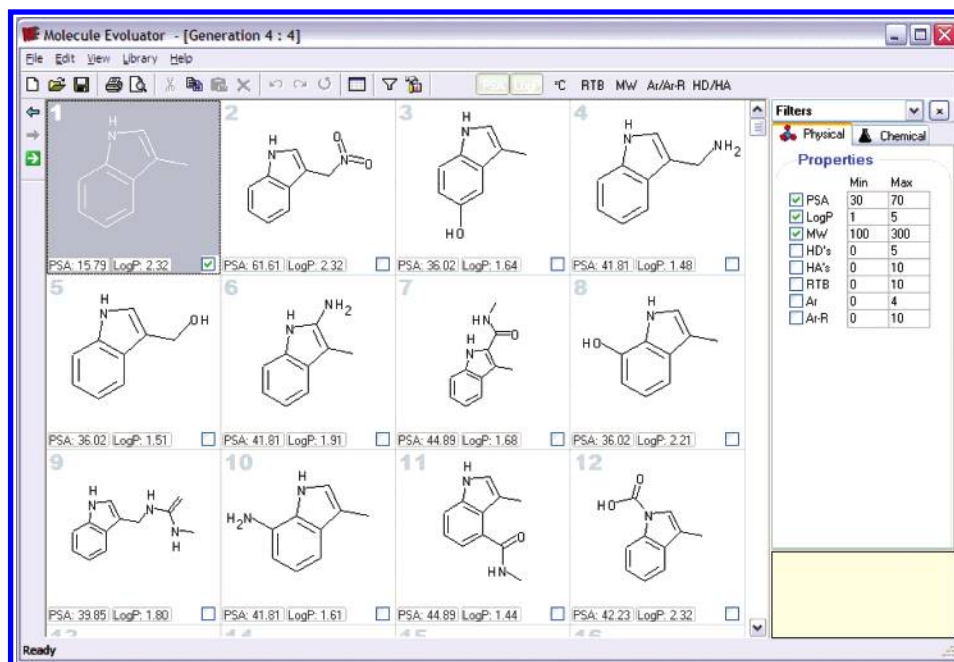 Molecule Evoluator - [Generation 4 : 4]
File Edit View Library Help
PSA LogP °C RTB MW Ar/Ar-R HD/HA
1 2 3 4
H N
H N N O O
H N HO
H N NH2
PSA: 15.79 LogP: 2.32 PSA: 61.61 LogP: 2.32 PSA: 36.02 LogP: 1.64 PSA: 41.81 LogP: 1.48
5 6 7 8
H N OH
H N NH2
HN O H N
H N HO
PSA: 36.02 LogP: 1.51 PSA: 41.81 LogP: 1.91 PSA: 44.89 LogP: 1.68 PSA: 36.02 LogP: 2.21
9 10 11 12
H N H N N H
H N H2N
H N O HN
O HO N
PSA: 39.85 LogP: 1.80 PSA: 41.81 LogP: 1.61 PSA: 44.89 LogP: 1.44 PSA: 42.23 LogP: 2.32
13 14 15 16
Filters
Physical Chemical
Properties
Min Max
PSA 30 70
LogP 1 5
MW 100 300
HD's 0 5
HA's 0 10
RTB 0 10
Ar 0 4
Ar-R 0 10
Ready